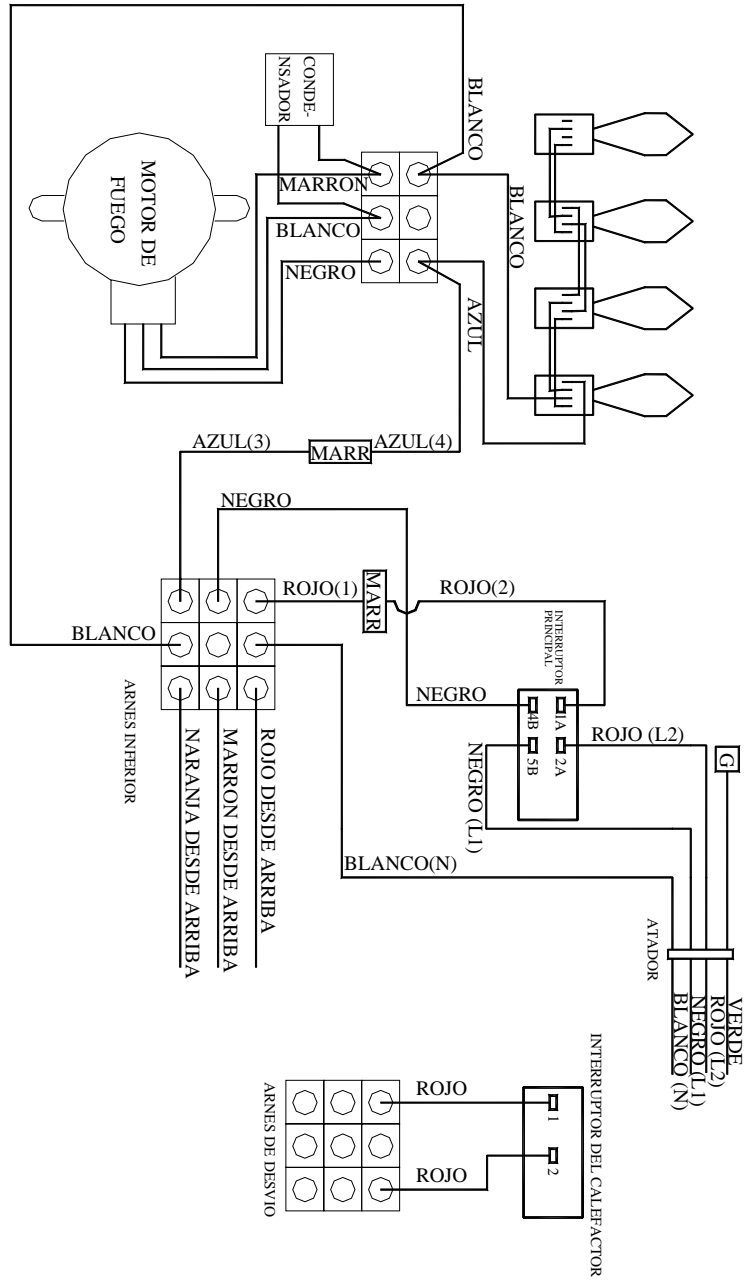 BLANCO
CONDE-
NSADOR
MARRON
BLANCO
NEGRO
MOTOR DE
FUEGO
BLANCO
AZUL
AZUL(3)
MARR
AZUL(4)
NEGRO
ROJO(1)
MARR
ROJO(2)
BLANCO
INTERRUPTOR
PRINCIPAL
NEGRO
4B
1A
5B
2A
ROJO (L2)
NEGRO (L1)
G
ARNES INFERIOR
NARANJA DESDE ARRIBA
MARRON DESDE ARRIBA
ROJO DESDE ARRIBA
BLANCO(N)
ATADOR
VERDE
ROJO (L2)
NEGRO (L1)
BLANCO (N)
ARNES DE DESVIO
ROJO
ROJO
1
2
INTERRUPTOR DEL CALEFACTOR